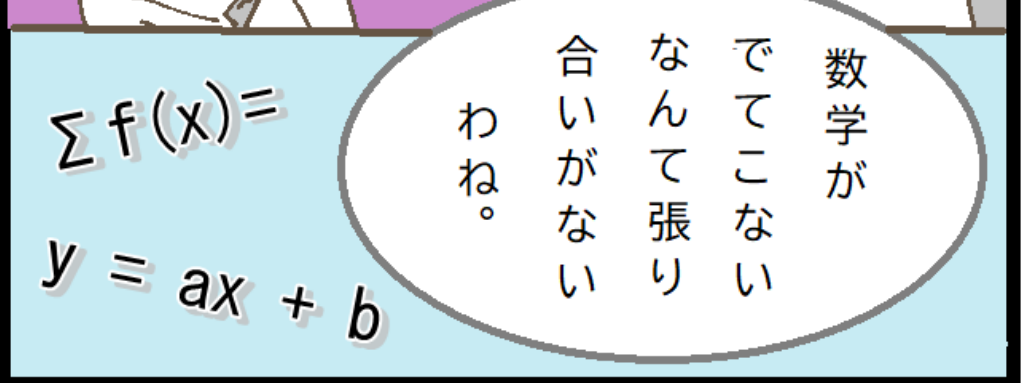 数学が
でてこない
なんて張り
合いがない
わね。
Σf(x)=
y = ax + b